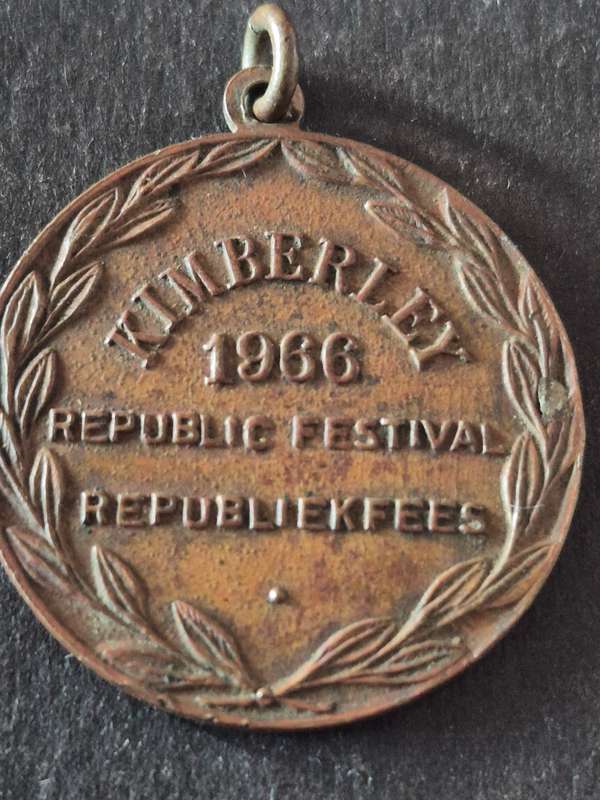 KIMBERLEY
1966
REPUBLIC FESTIVAL
REPUBLIEKFEES